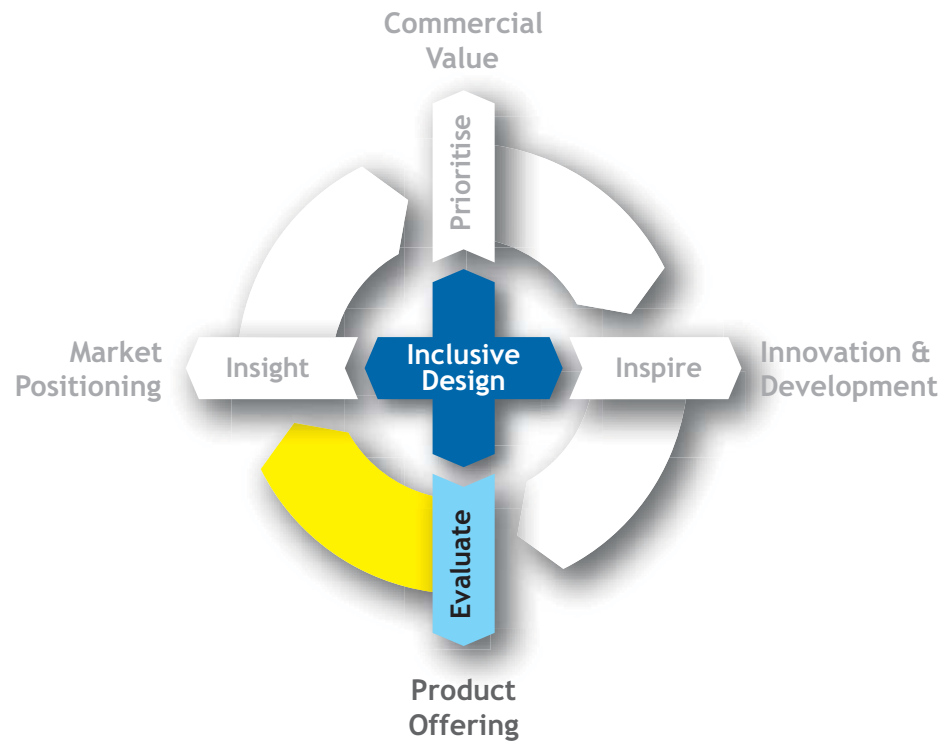 Commercial
Value
Prioritise
Market
Positioning
Insight
Inclusive
Design
Inspire
Innovation &
Development
Evaluate
Product
Offering